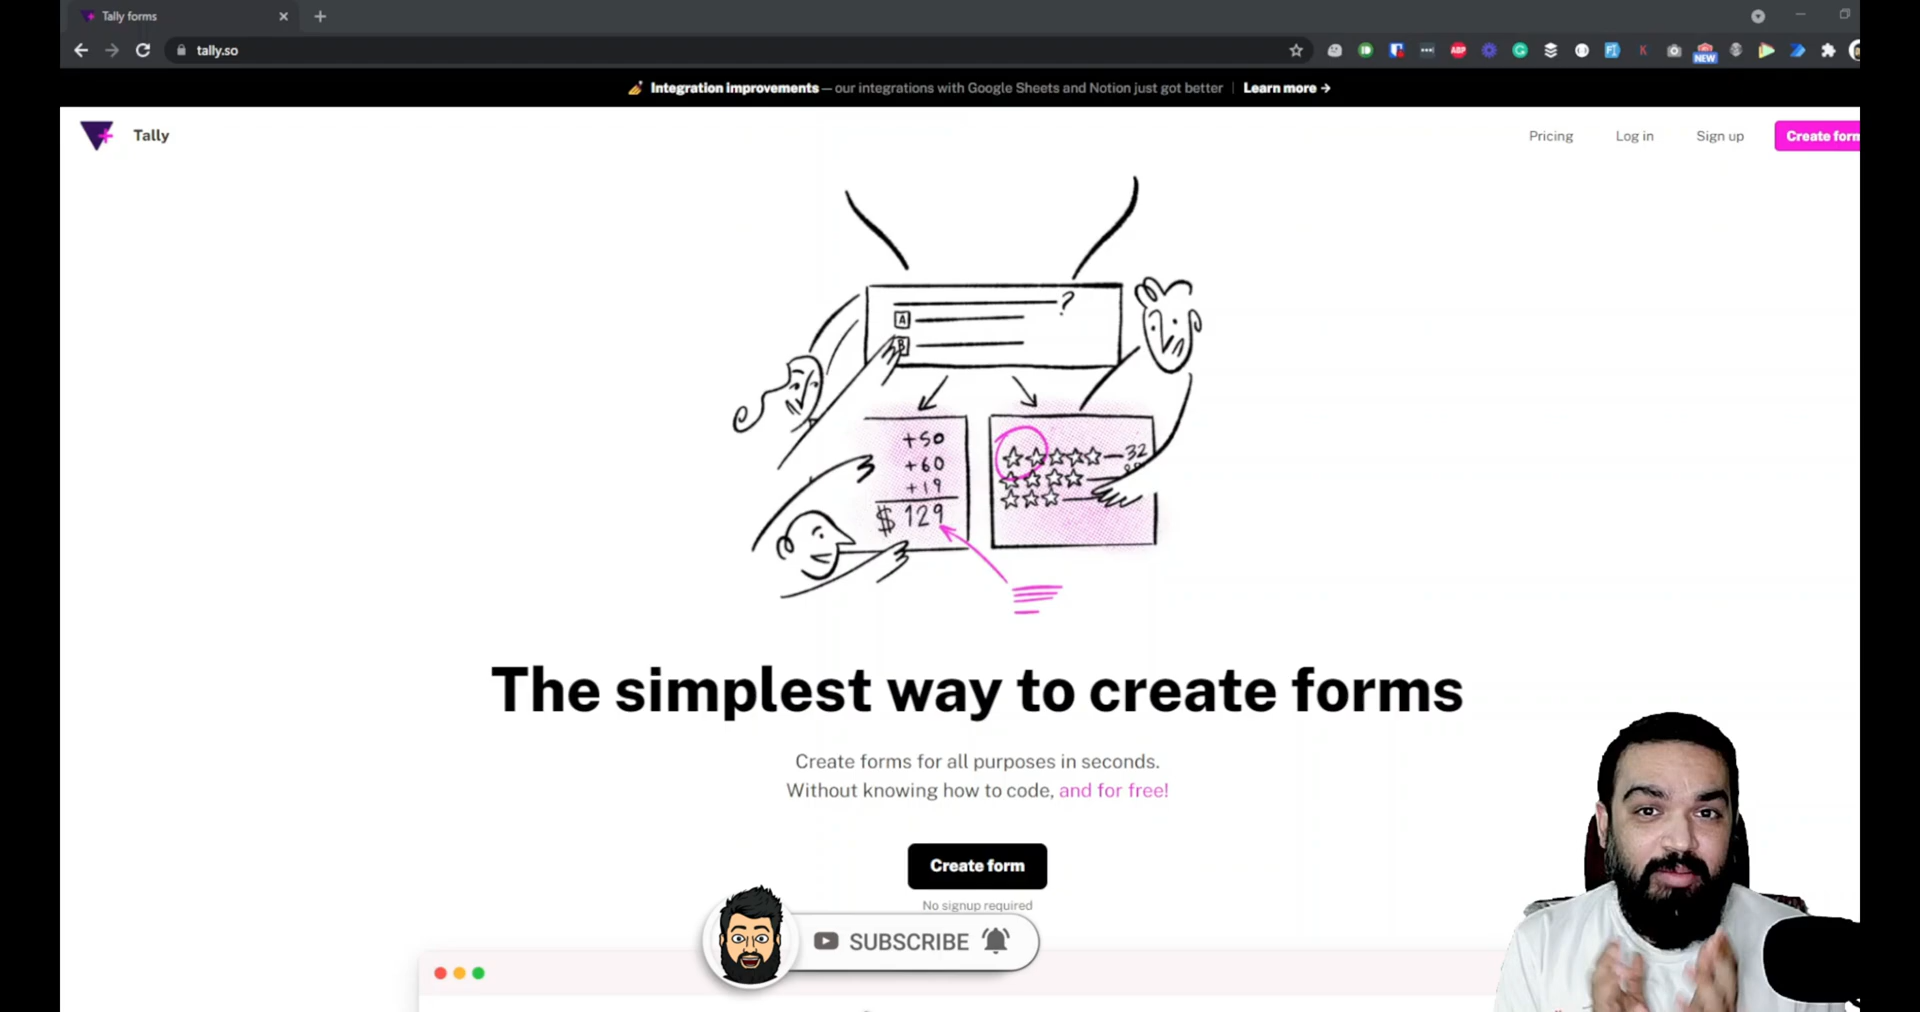 Tally forms
tally.so
ABP
NEW
Integration improvements — our integrations with Google Sheets and Notion just got better | Learn more →
Tally
Pricing
Log in
Sign up
Create form
?
A
B
+50
+60
+19
$129
32
The simplest way to create forms
Create forms for all purposes in seconds.
Without knowing how to code, and for free!
Create form
No signup required
SUBSCRIBE